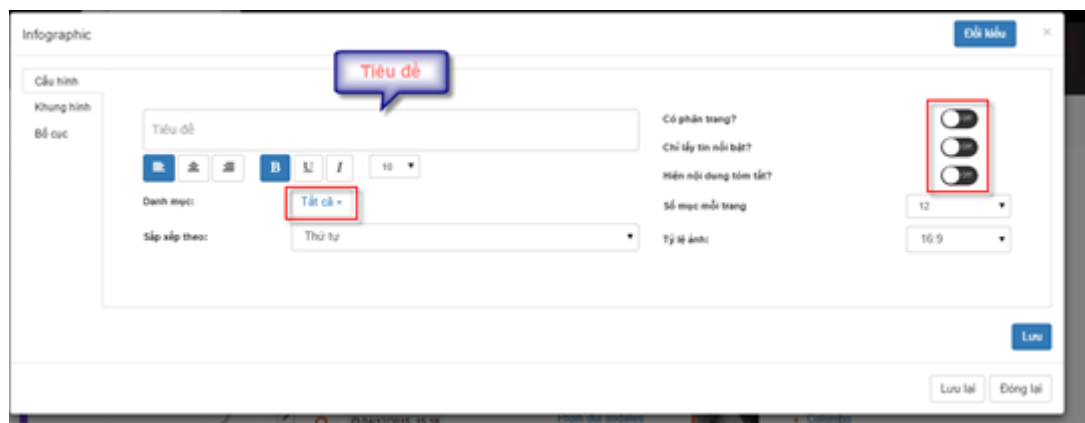 Infographic
Đổi kiểu
×
Cấu hình
Tiêu đề
Khung hình
Bố cục
Tiêu đề
Có phân trang?
Chỉ lấy tin nổi bật?
B U I 10
Hiện nội dung tóm tắt?
Danh mục: Tất cả
Số mục mỗi trang 12
Sắp xếp theo: Thứ tự
Tỷ lệ ảnh: 16:9
Lưu
Lưu lại Đóng lại
Colombo